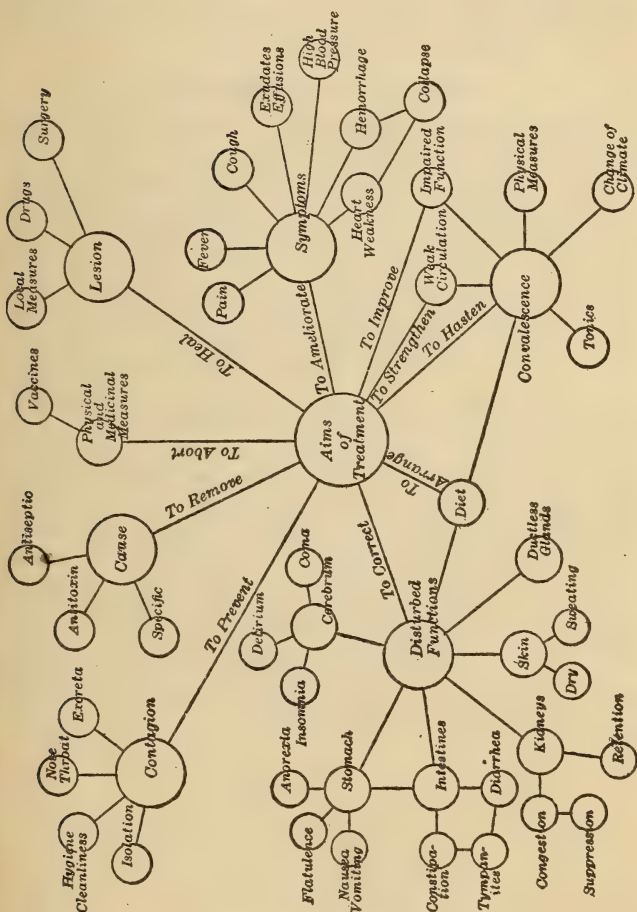 Aims
of
Treatment
To Prevent
Contagion
Hygiene
Cleanliness
Isolation
Nose
Throat
Excreta
To Remove
Cause
Antiseptic
Antitoxin
Specific
To Abort
Physical
and
Medicinal
Measures
Vaccines
To Heal
Lesion
Local
Measures
Drugs
Surgery
To Ameliorate
Symptoms
Pain
Fever
Cough
Exudates
Effusions
High
Blood
Pressure
Hemorrhage
Heart
Weakness
Collapse
To Improve
Impaired
Function
To Strengthen
Weak
Circulation
To Hasten
Convalescence
Physical
Measures
Change of
Climate
Tonics
To
Arrange
Diet
To Correct
Disturbed
Functions
Cerebrum
Delirium
Coma
Insomnia
Stomach
Anorexia
Flatulence
Nausea
Vomiting
Intestines
Constipa-
tion
Diarrhea
Tympan-
ites
Kidneys
Congestion
Suppression
Retention
Skin
Dry
Sweating
Ductless
Glands